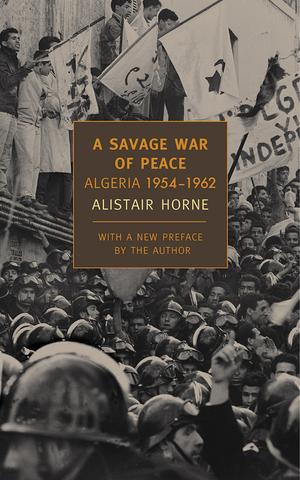 A SAVAGE WAR
OF PEACE
ALGERIA 1954–1962
ALISTAIR HORNE
WITH A NEW PREFACE
BY THE AUTHOR